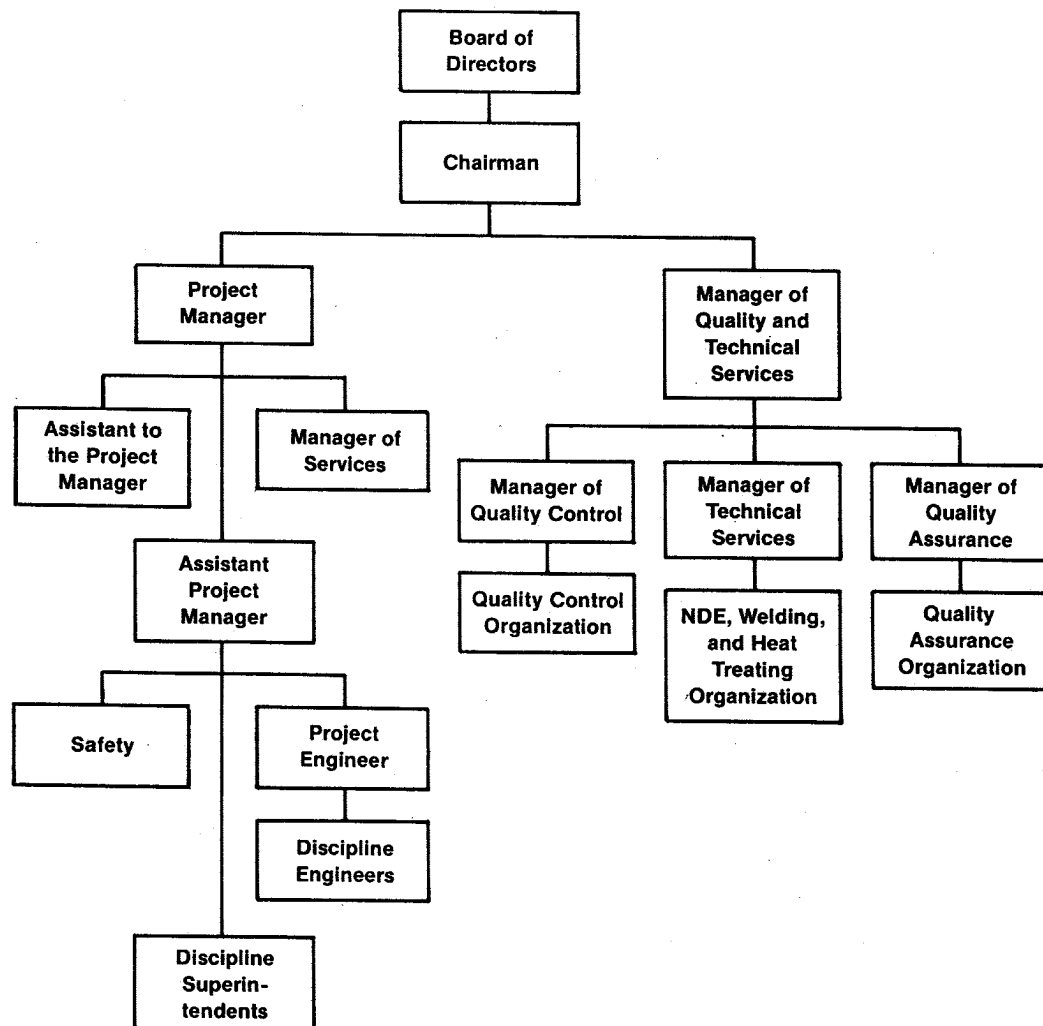 Board of
Directors
Chairman
Project
Manager
Manager of
Quality and
Technical
Services
Assistant to
the Project
Manager
Manager of
Services
Manager of
Quality Control
Manager of
Technical
Services
Manager of
Quality
Assurance
Assistant
Project
Manager
Quality Control
Organization
NDE, Welding,
and Heat
Treating
Organization
Quality
Assurance
Organization
Safety
Project
Engineer
Discipline
Engineers
Discipline
Superin-
tendents